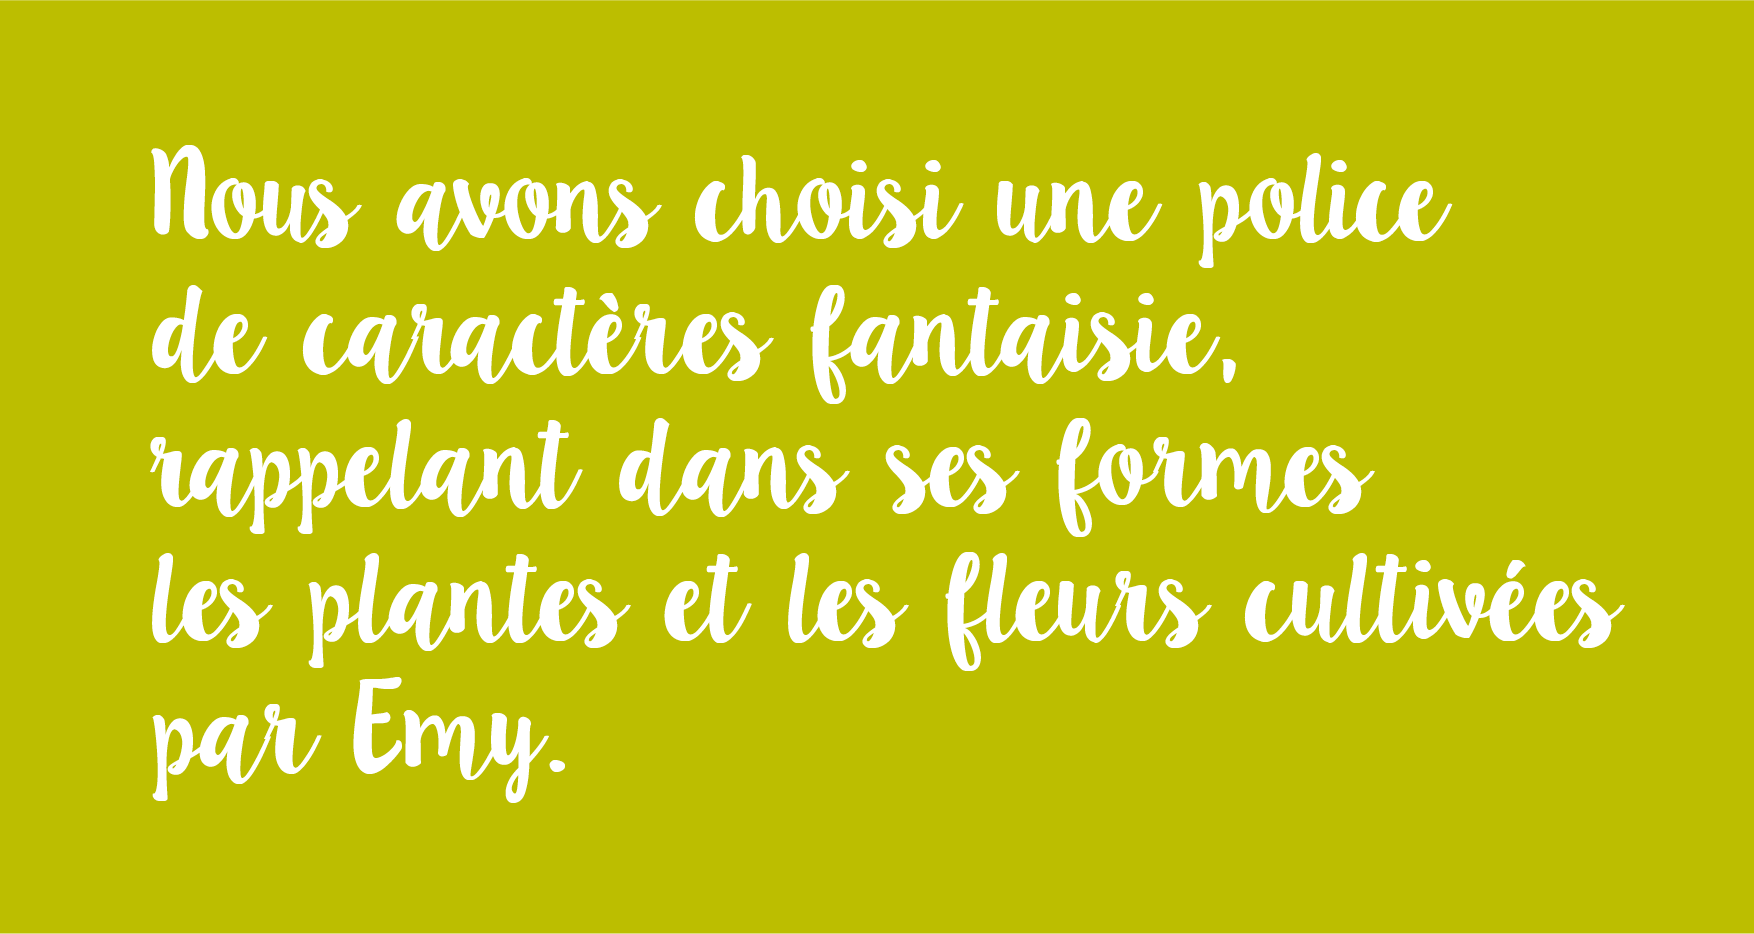 Nous avons choisi une police
de caractères fantaisie,
rappelant dans ses formes
les plantes et les fleurs cultivées
par Emy.